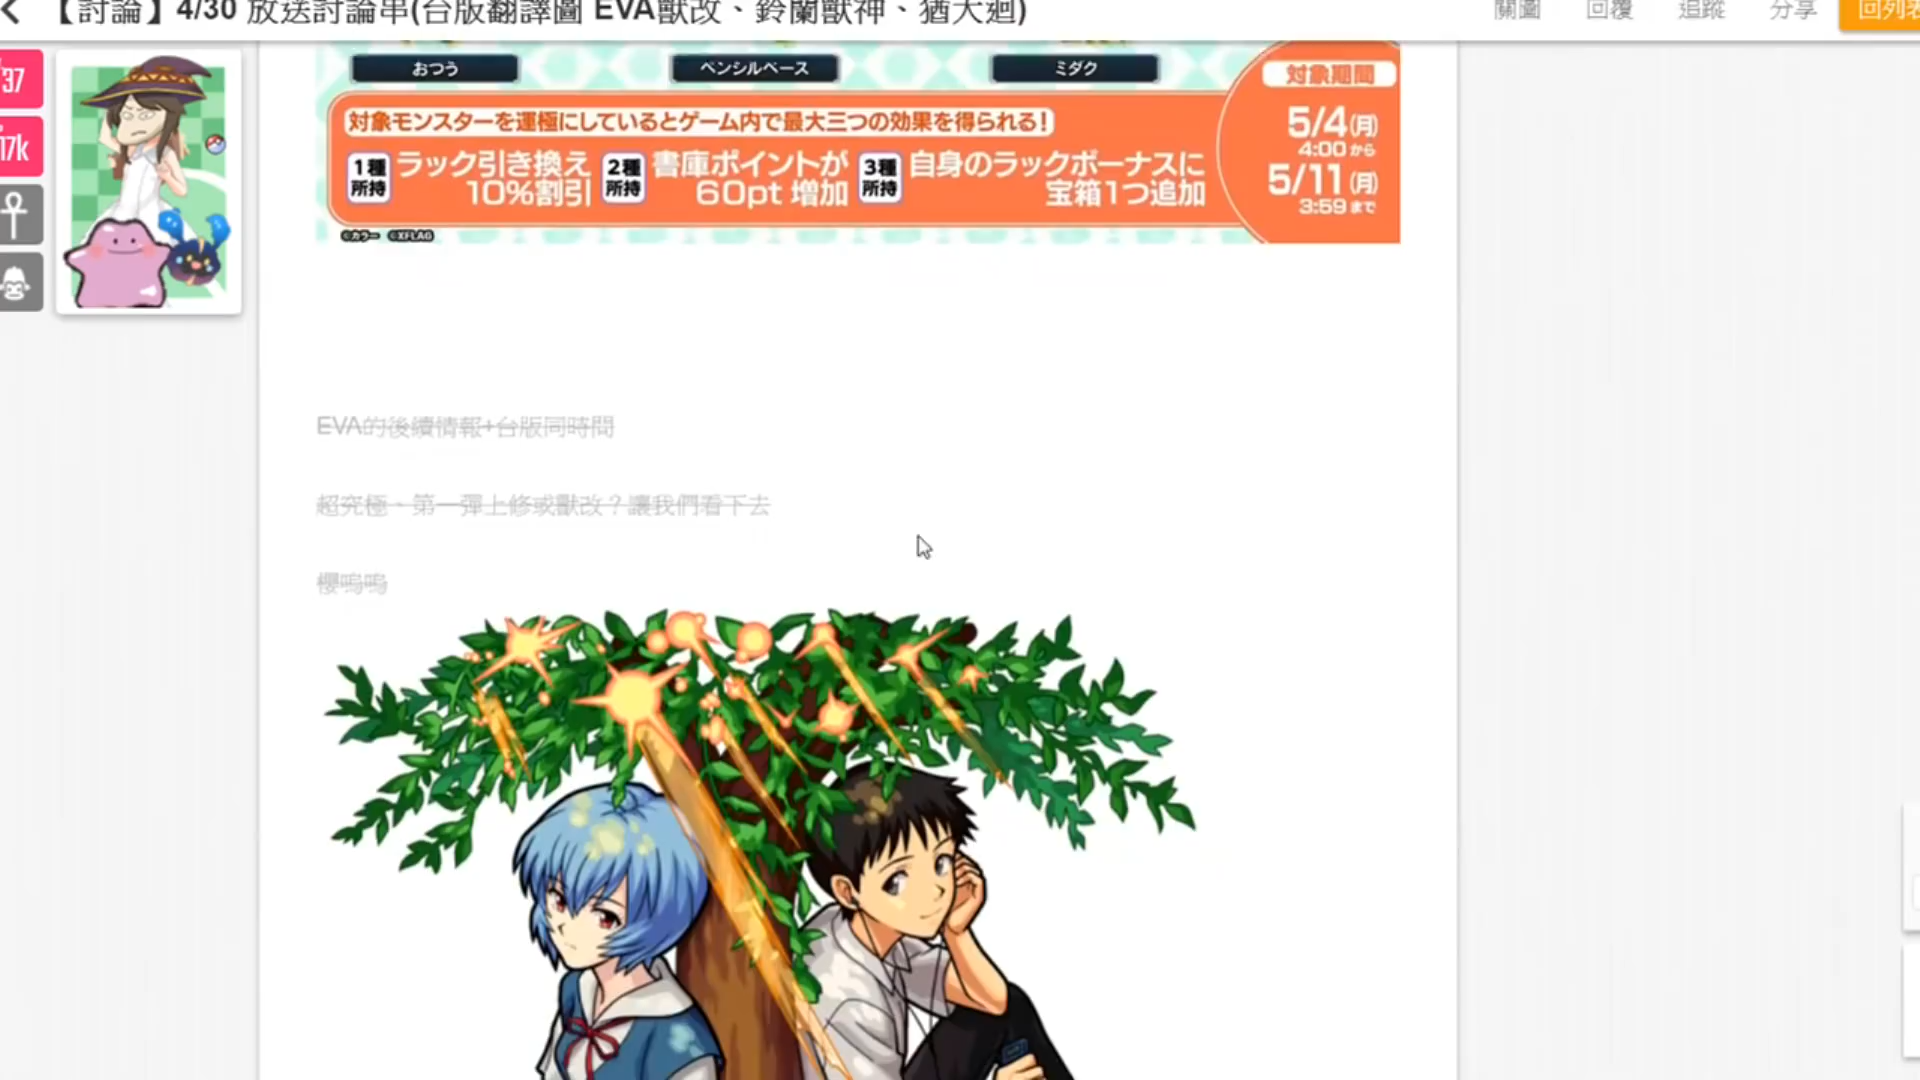 【討論】4/30 放送討論串(台版翻譯圖 EVA獸改、鈴蘭獸神、猶大廻)
開圖 回覆 追蹤 分享 回列表
37
17k
おつう ペンシルベース ミダク
対象モンスターを運極にしているとゲーム内で最大三つの効果を得られる!
1種所持 ラック引き換え10%割引
2種所持 書庫ポイントが60pt 増加
3種所持 自身のラックボーナスに宝箱1つ追加
対象期間
5/4(月)
4:00から
5/11(月)
3:59まで
©カラー ©XFLAG
EVA的後續情報+台版同時間
超究極、第一彈上修或獸改?讓我們看下去
櫻嗚嗚